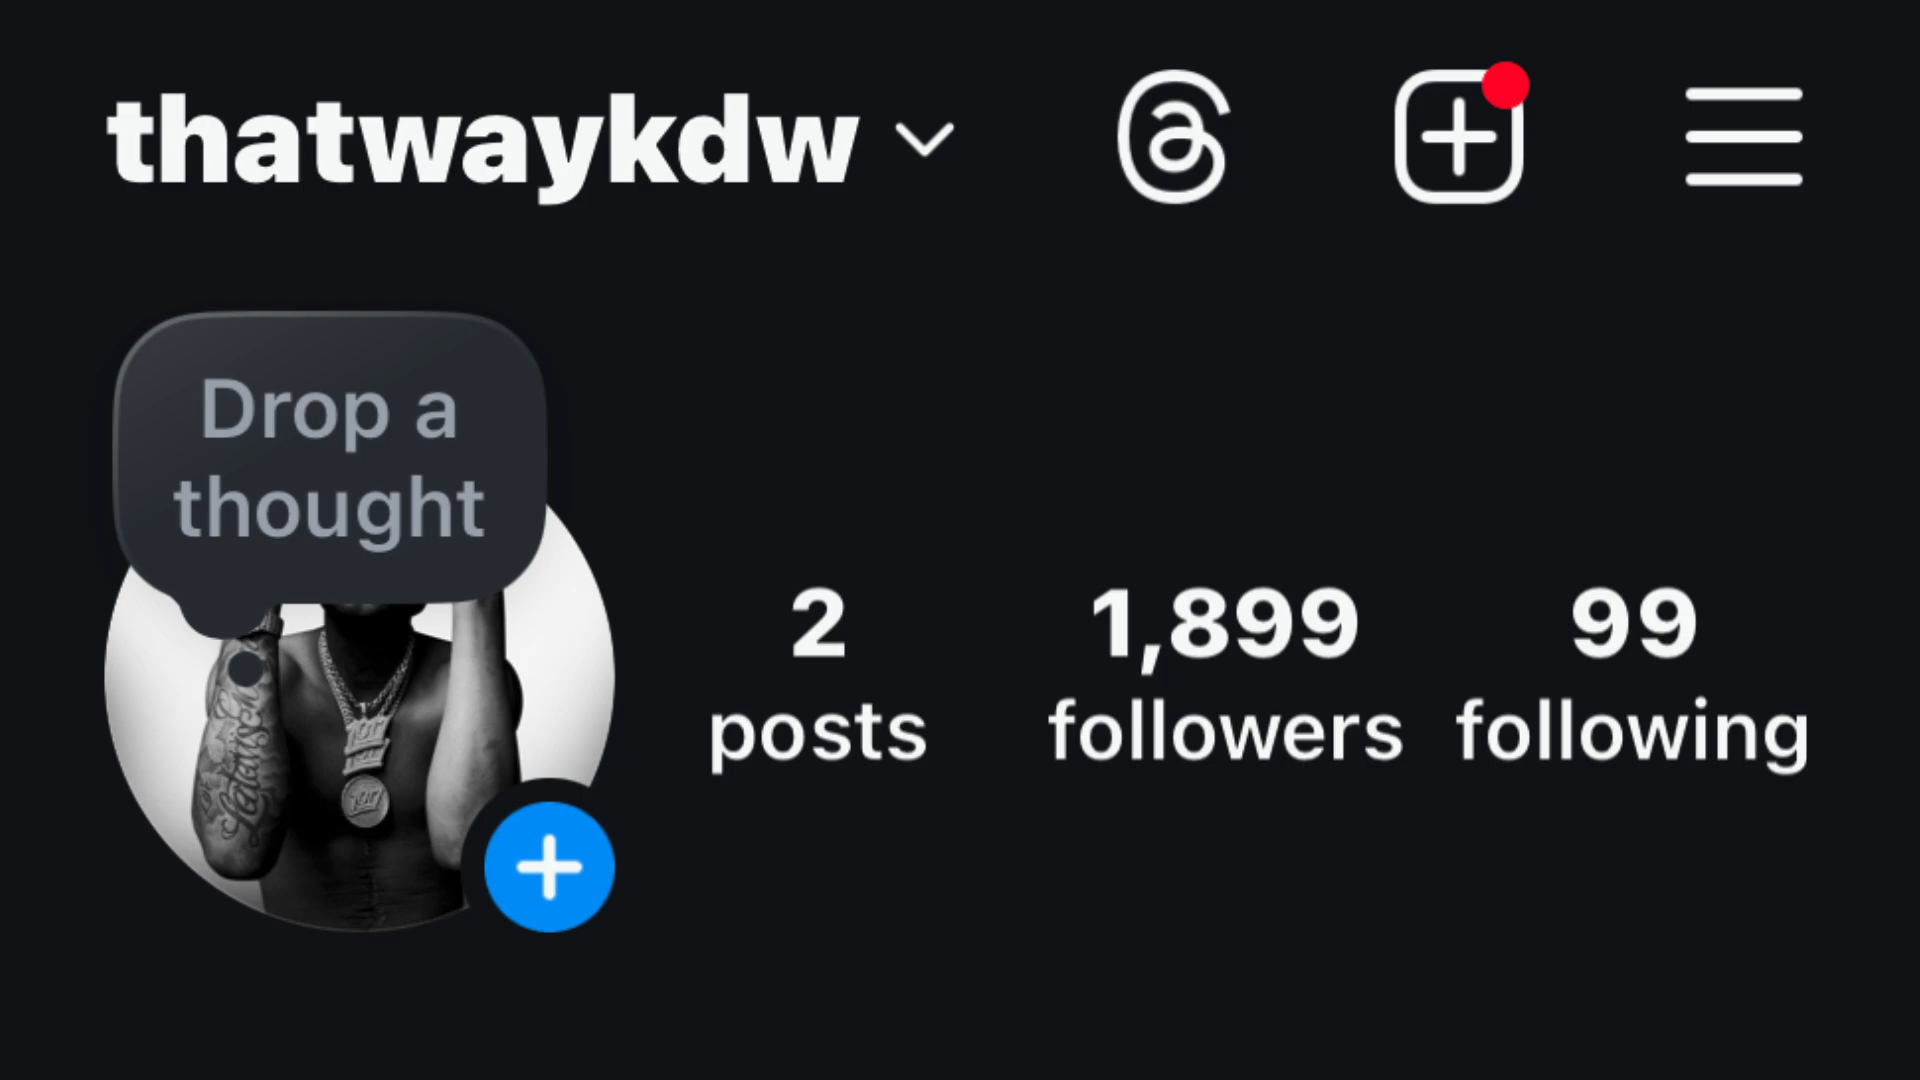 thatwaykdw
Drop a
thought
2
posts
1,899
followers
99
following